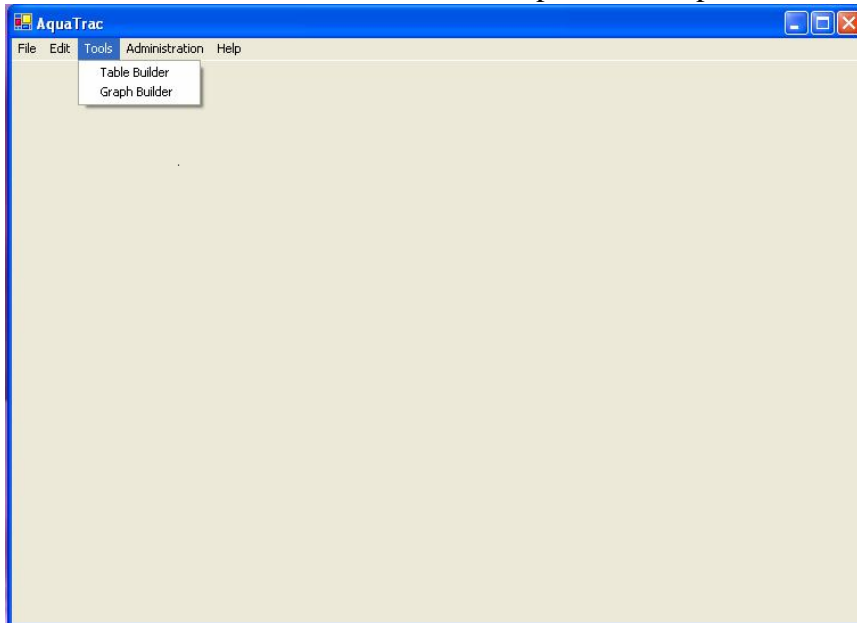 AquaTrac
File Edit Tools Administration Help
Table Builder
Graph Builder